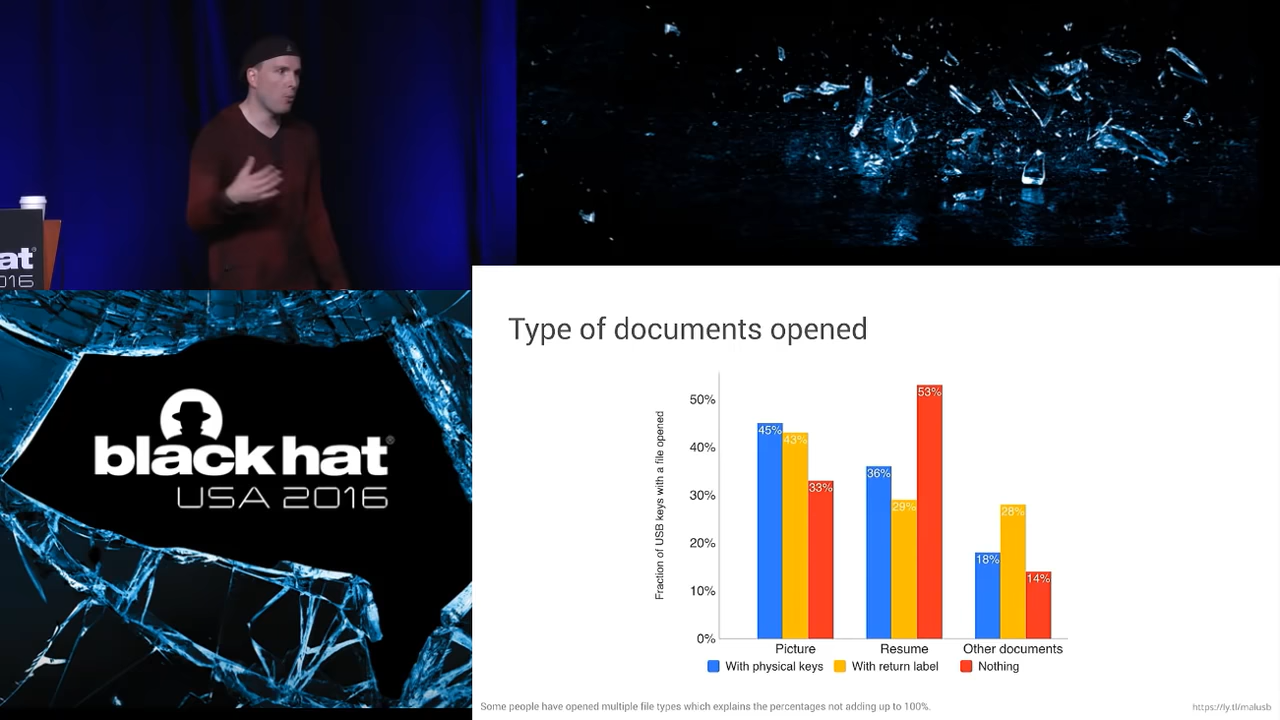 at
016
black hat®
USA 2016
Type of documents opened
Fraction of USB keys with a file opened
50%
40%
30%
20%
10%
0%
45%
43%
33%
36%
29%
53%
18%
28%
14%
Picture
Resume
Other documents
With physical keys
With return label
Nothing
Some people have opened multiple file types which explains the percentages not adding up to 100%.
https://ly.tl/malusb